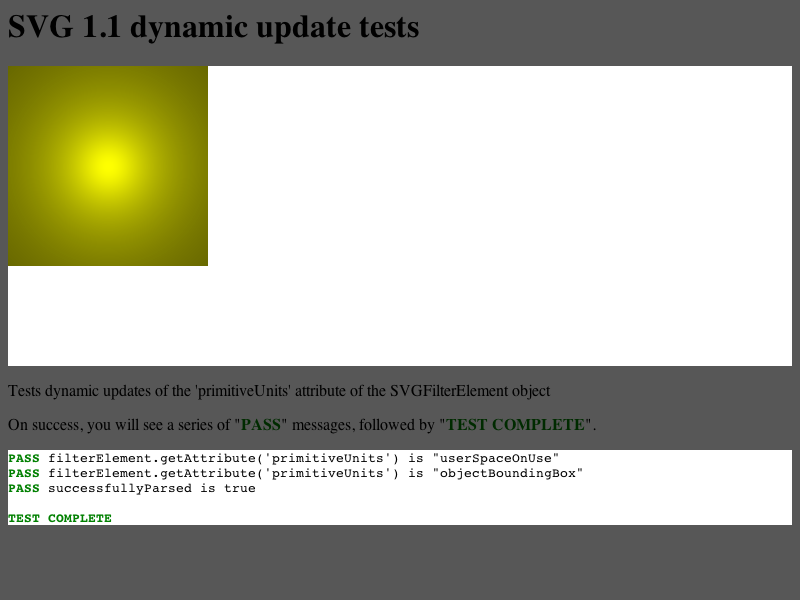 SVG 1.1 dynamic update tests
Tests dynamic updates of the 'primitiveUnits' attribute of the SVGFilterElement object
On success, you will see a series of "PASS" messages, followed by "TEST COMPLETE".
PASS filterElement.getAttribute('primitiveUnits') is "userSpaceOnUse"
PASS filterElement.getAttribute('primitiveUnits') is "objectBoundingBox"
PASS successfullyParsed is true
TEST COMPLETE